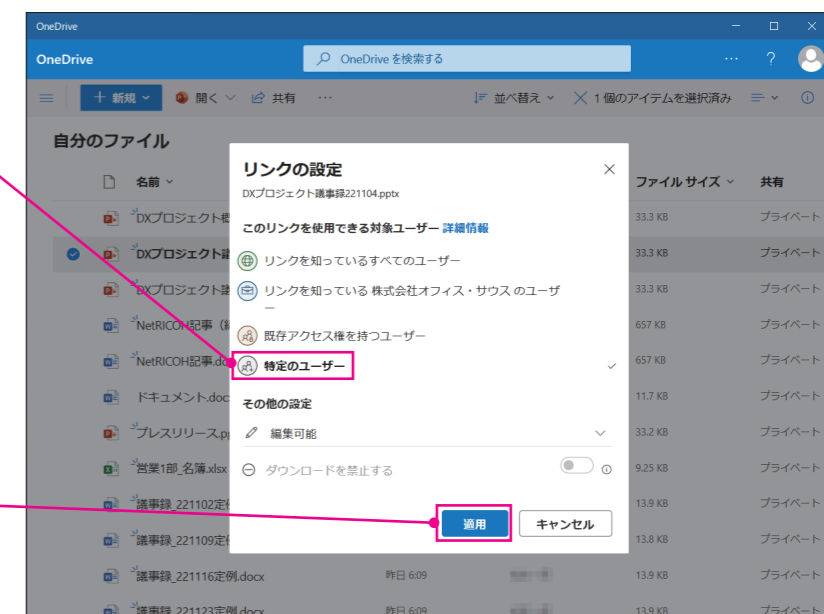 OneDrive
OneDrive
OneDrive を検索する
… ?
新規 開く 共有 … 並べ替え 1 個のアイテムを選択済み
自分のファイル
名前 ファイル サイズ 共有
リンクの設定
DXプロジェクト議事録221104.pptx
このリンクを使用できる対象ユーザー 詳細情報
リンクを知っているすべてのユーザー
リンクを知っている 株式会社オフィス・サウス のユーザ
ー
既存アクセス権を持つユーザー
特定のユーザー
その他の設定
編集可能
ダウンロードを禁止する
適用 キャンセル
DXプロジェクト概 33.3 KB プライベート
DXプロジェクト議 33.3 KB プライベート
DXプロジェクト議 33.3 KB プライベート
NetRICOH記事 657 KB プライベート
NetRICOH記事.do 657 KB プライベート
ドキュメント.doc 11.7 KB プライベート
プレスリリース.pp 33.2 KB プライベート
営業1部_名簿.xlsx 9.25 KB プライベート
議事録_221102定例 13.9 KB プライベート
議事録_221109定例 13.8 KB プライベート
議事録_221116定例.docx 昨日 6:09 13.9 KB プライベート
議事録_221123定例.docx 昨日 6:09 13.9 KB プライベート